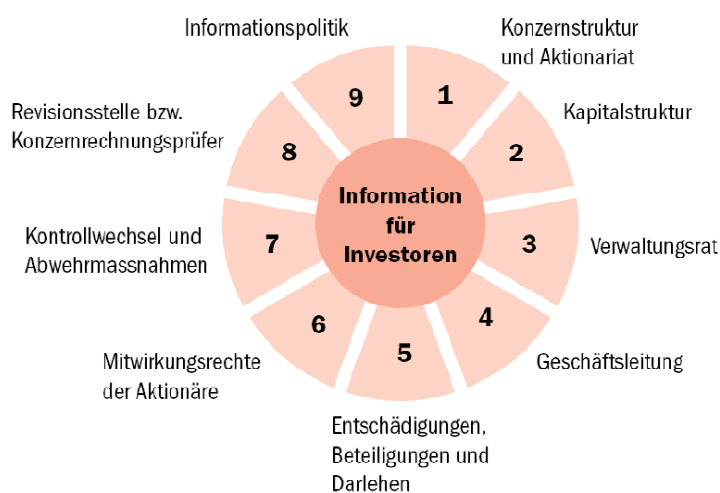 Informationspolitik
Konzernstruktur
und Aktionariat
9
1
Revisionsstelle bzw.
Konzernrechnungsprüfer
Kapitalstruktur
8
2
Information
für
Investoren
Kontrollwechsel und
Abwehrmassnahmen
7
3
Verwaltungsrat
6
4
5
Mitwirkungsrechte
der Aktionäre
Geschäftsleitung
Entschädigungen,
Beteiligungen und
Darlehen